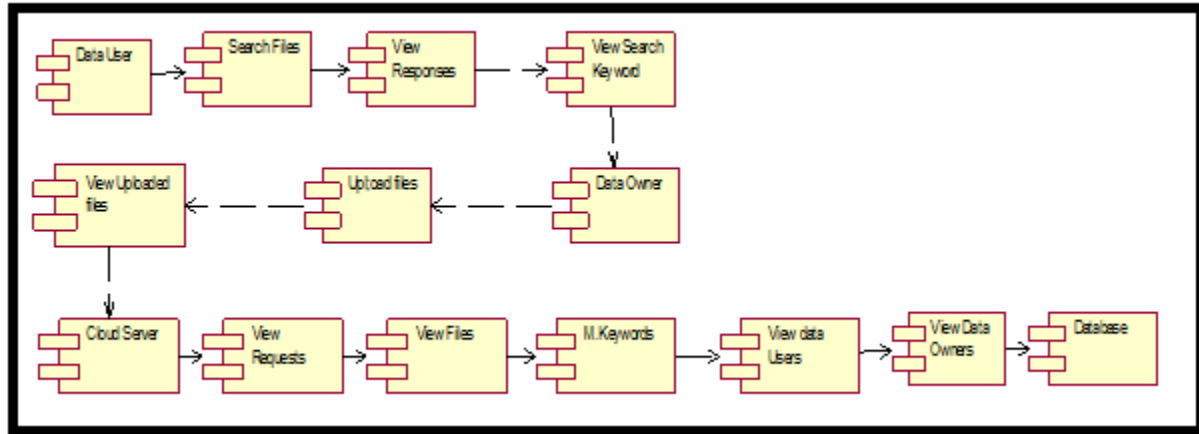 Data User
Search Files
View
Responses
View Search
Keyword
View Uploaded
files
Upload files
Data Owner
Cloud Server
View
Requests
View Files
M.Keywords
View data
Users
View Data
Owners
Database